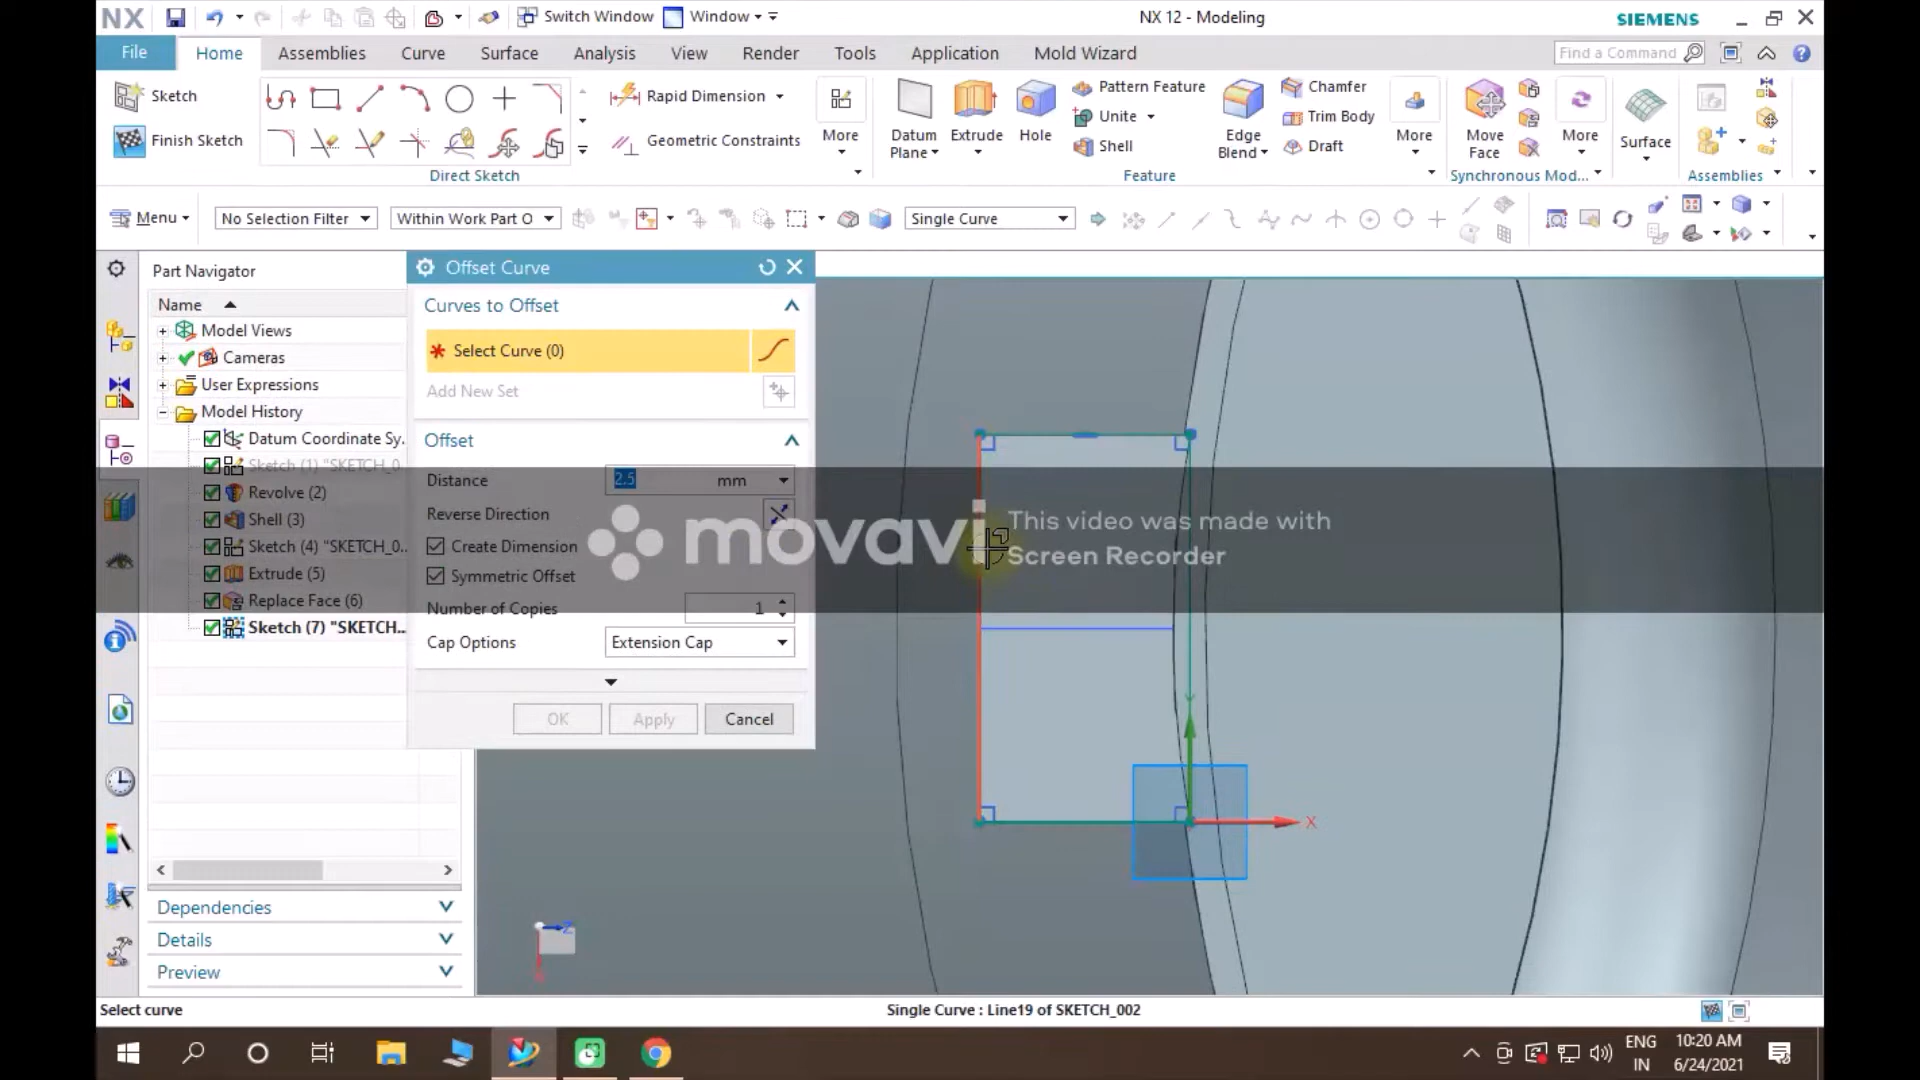 NX
Switch Window
Window
NX 12 - Modeling
SIEMENS
File
Home
Assemblies
Curve
Surface
Analysis
View
Render
Tools
Application
Mold Wizard
Find a Command
Sketch
Finish Sketch
Direct Sketch
Rapid Dimension
Geometric Constraints
More
Datum
Plane
Extrude
Hole
Pattern Feature
Unite
Shell
Edge
Blend
Chamfer
Trim Body
Draft
More
Feature
Move
Face
More
Synchronous Mod...
Surface
Assemblies
Menu
No Selection Filter
Within Work Part O
Single Curve
Part Navigator
Name
Model Views
Cameras
User Expressions
Model History
Datum Coordinate Sy.
Sketch (1) "SKETCH_0
Revolve (2)
Shell (3)
Sketch (4) "SKETCH_0..
Extrude (5)
Replace Face (6)
Sketch (7) "SKETCH...
Dependencies
Details
Preview
Offset Curve
Curves to Offset
* Select Curve (0)
Add New Set
Offset
Distance
2.5 mm
Reverse Direction
Create Dimension
Symmetric Offset
Number of Copies
1
Cap Options
Extension Cap
OK
Apply
Cancel
movavi
This video was made with
Screen Recorder
X
Select curve
Single Curve : Line19 of SKETCH_002
ENG
IN
10:20 AM
6/24/2021